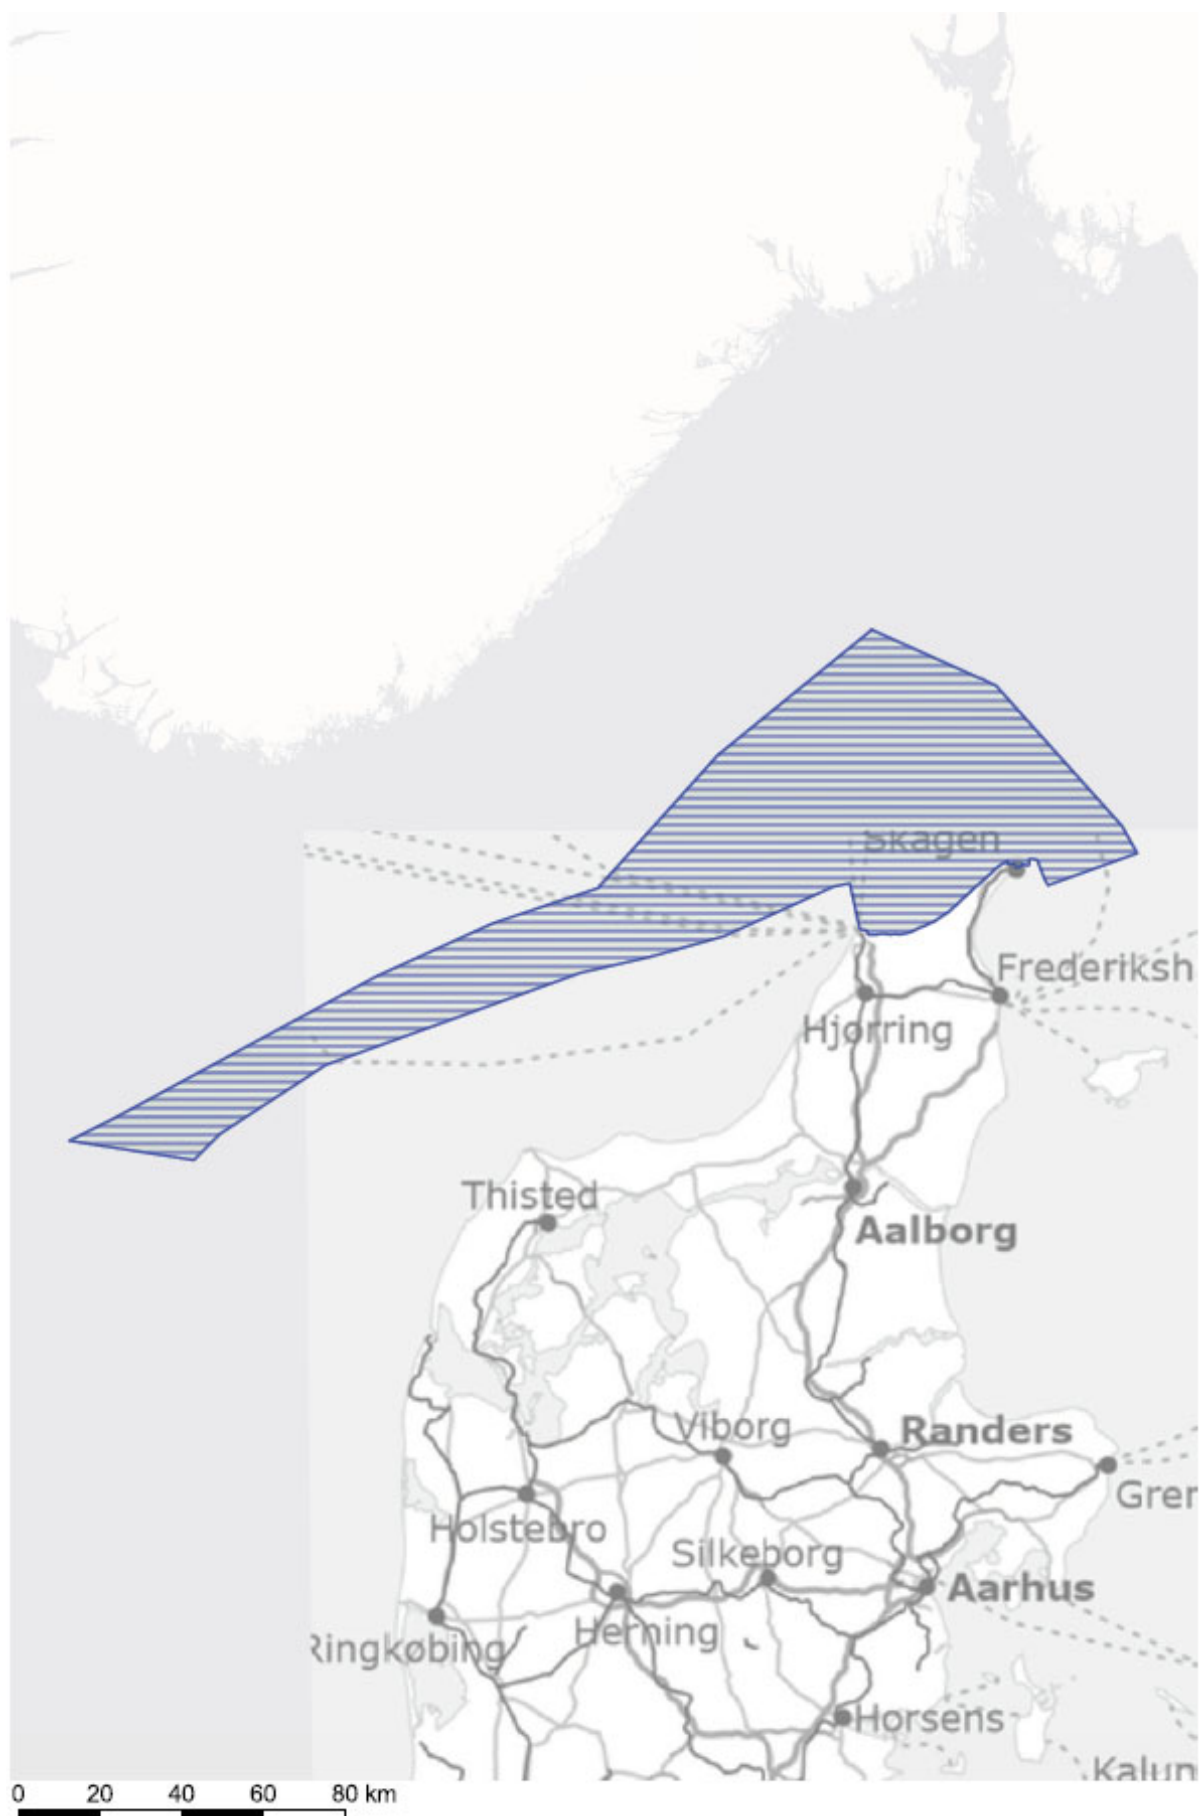 Skagen
Frederiksh
Hjørring
Thisted
Aalborg
Viborg
Randers
Gren
Holstebro
Silkeborg
Aarhus
Herning
Ringkøbing
Horsens
Kalun
0 20 40 60 80 km